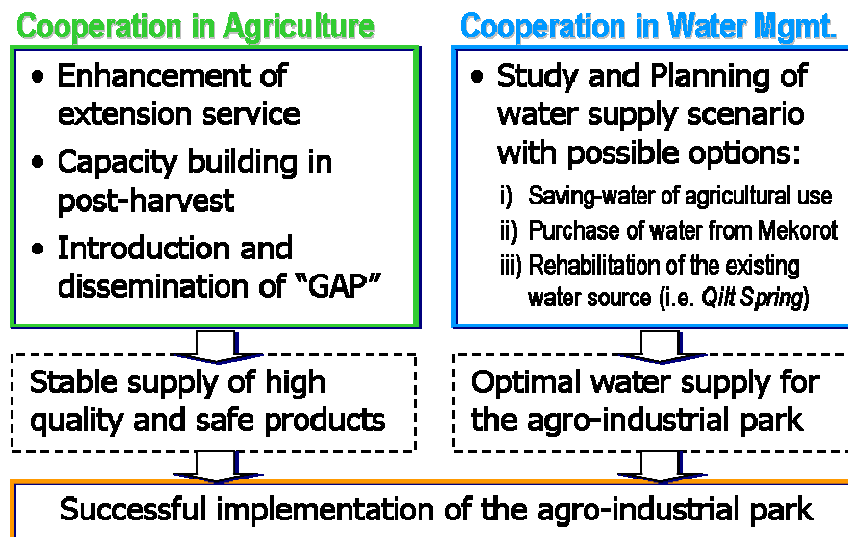 Cooperation in Agriculture
• Enhancement of
extension service
• Capacity building in
post-harvest
• Introduction and
dissemination of “GAP”
Stable supply of high
quality and safe products
Cooperation in Water Mgmt.
• Study and Planning of
water supply scenario
with possible options:
i) Saving-water of agricultural use
ii) Purchase of water from Mekorot
iii) Rehabilitation of the existing
water source (i.e. Qilt Spring)
Optimal water supply for
the agro-industrial park
Successful implementation of the agro-industrial park